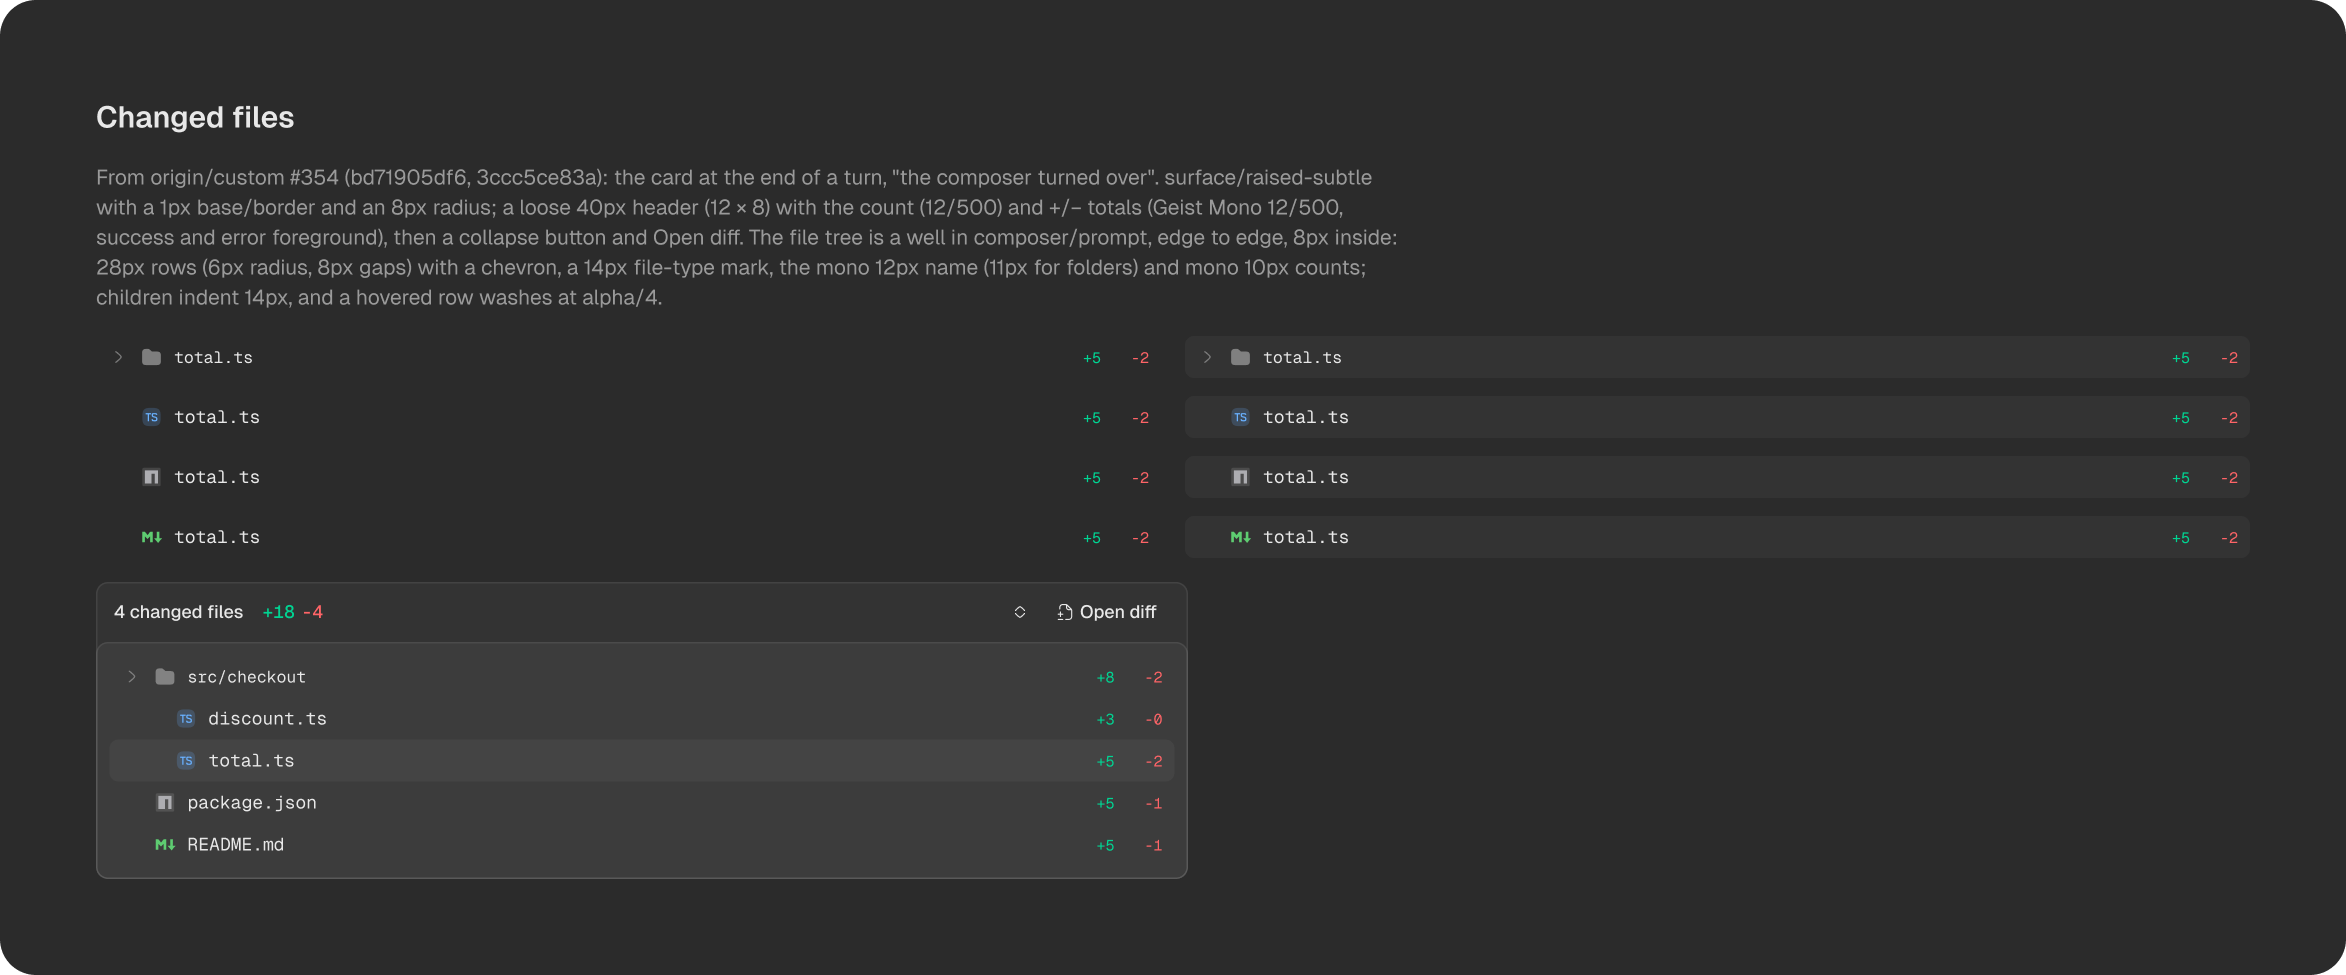 Changed files
From origin/custom #354 (bd71905df6, 3ccc5ce83a): the card at the end of a turn, "the composer turned over". surface/raised-subtle
with a 1px base/border and an 8px radius; a loose 40px header (12 × 8) with the count (12/500) and +/− totals (Geist Mono 12/500,
success and error foreground), then a collapse button and Open diff. The file tree is a well in composer/prompt, edge to edge, 8px inside:
28px rows (6px radius, 8px gaps) with a chevron, a 14px file-type mark, the mono 12px name (11px for folders) and mono 10px counts;
children indent 14px, and a hovered row washes at alpha/4.
total.ts +5 -2 total.ts +5 -2
TS total.ts +5 -2 TS total.ts +5 -2
total.ts +5 -2 total.ts +5 -2
M↓ total.ts +5 -2 M↓ total.ts +5 -2
4 changed files +18 -4 Open diff
src/checkout +8 -2
TS discount.ts +3 -0
TS total.ts +5 -2
package.json +5 -1
M↓ README.md +5 -1